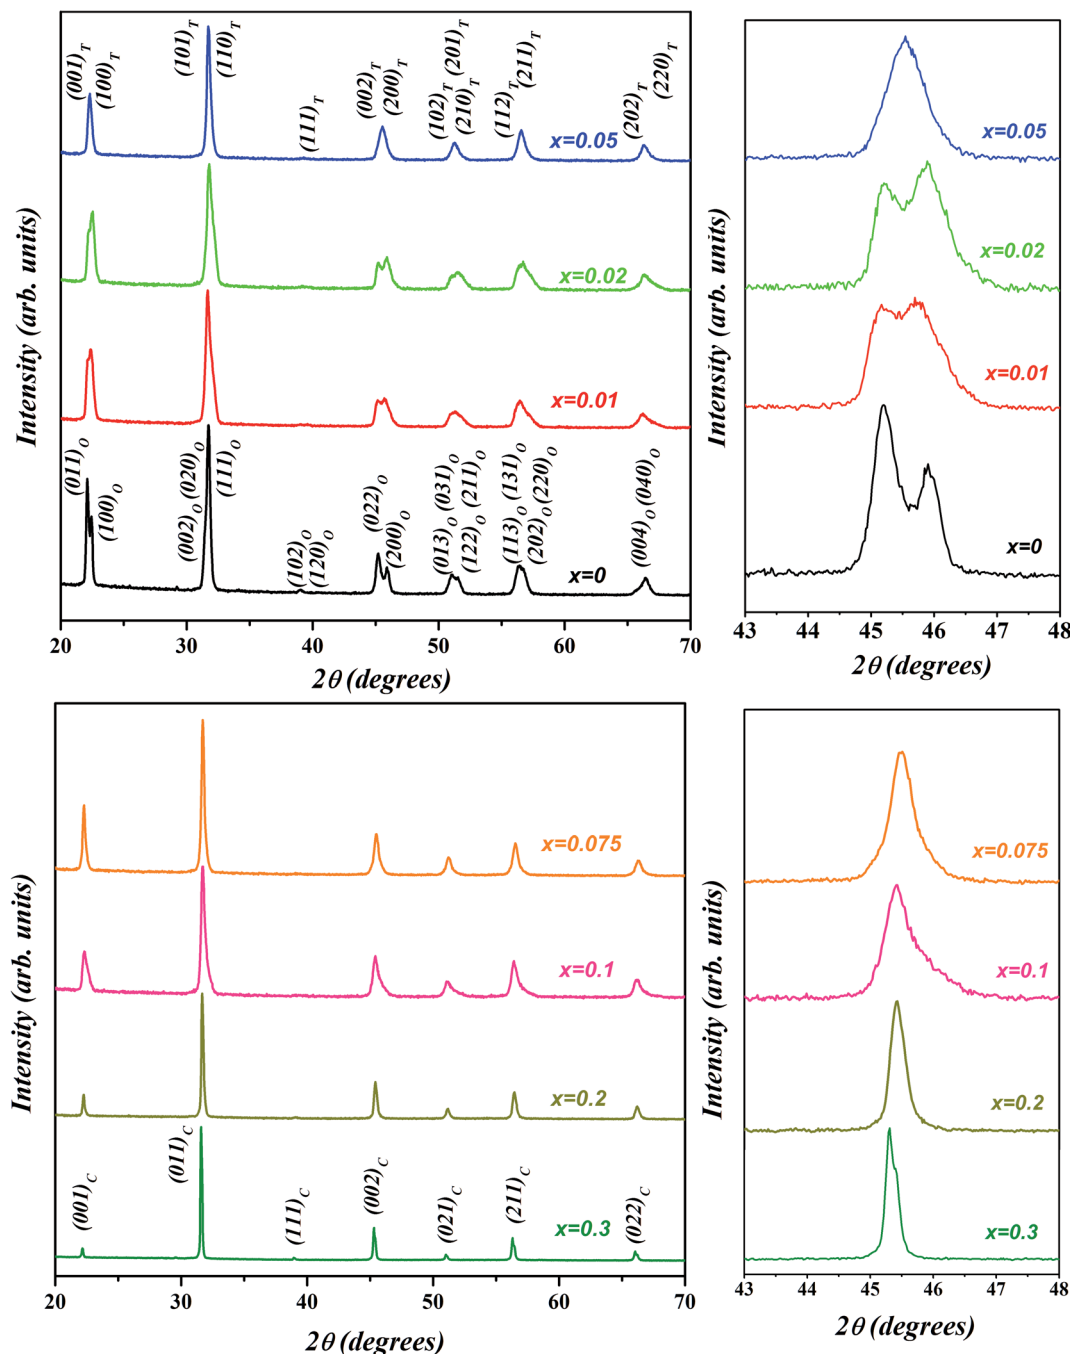 (001)T
(100)T
(101)T
(110)T
(111)T
(002)T
(200)T
(102)T
(201)T
(210)T
(112)T
(211)T
(202)T
(220)T
x=0.05
x=0.02
x=0.01
(011)O
(100)O
(002)O
(020)O
(111)O
(102)O
(120)O
(022)O
(200)O
(013)O
(031)O
(122)O
(211)O
(113)O
(131)O
(202)O
(220)O
(004)O
(040)O
x=0
Intensity (arb. units)
20 30 40 50 60 70
2θ (degrees)
x=0.05
x=0.02
x=0.01
x=0
Intensity (arb. units)
43 44 45 46 47 48
2θ (degrees)
x=0.075
x=0.1
x=0.2
(001)C
(011)C
(111)C
(002)C
(021)C
(211)C
(022)C
x=0.3
Intensity (arb. units)
20 30 40 50 60 70
2θ (degrees)
x=0.075
x=0.1
x=0.2
x=0.3
Intensity (arb. units)
43 44 45 46 47 48
2θ (degrees)